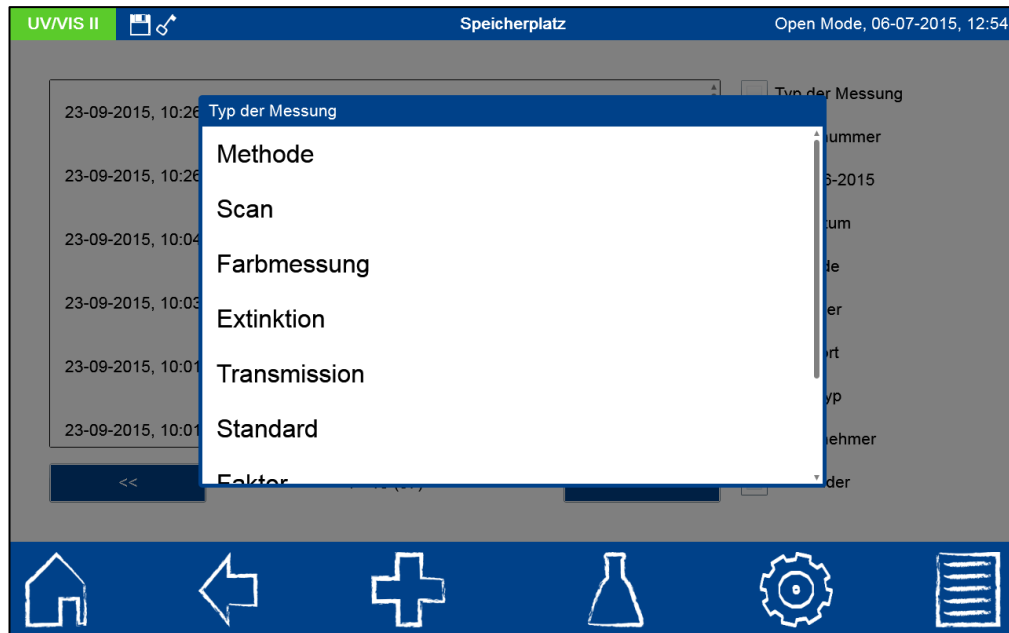 UV/VIS II Speicherplatz Open Mode, 06-07-2015, 12:54
Typ der Messung
23-09-2015, 10:26
23-09-2015, 10:26
23-09-2015, 10:04
23-09-2015, 10:03
23-09-2015, 10:01
23-09-2015, 10:01
<<
Typ der Messung
Methode
Scan
Farbmessung
Extinktion
Transmission
Standard
Faktor